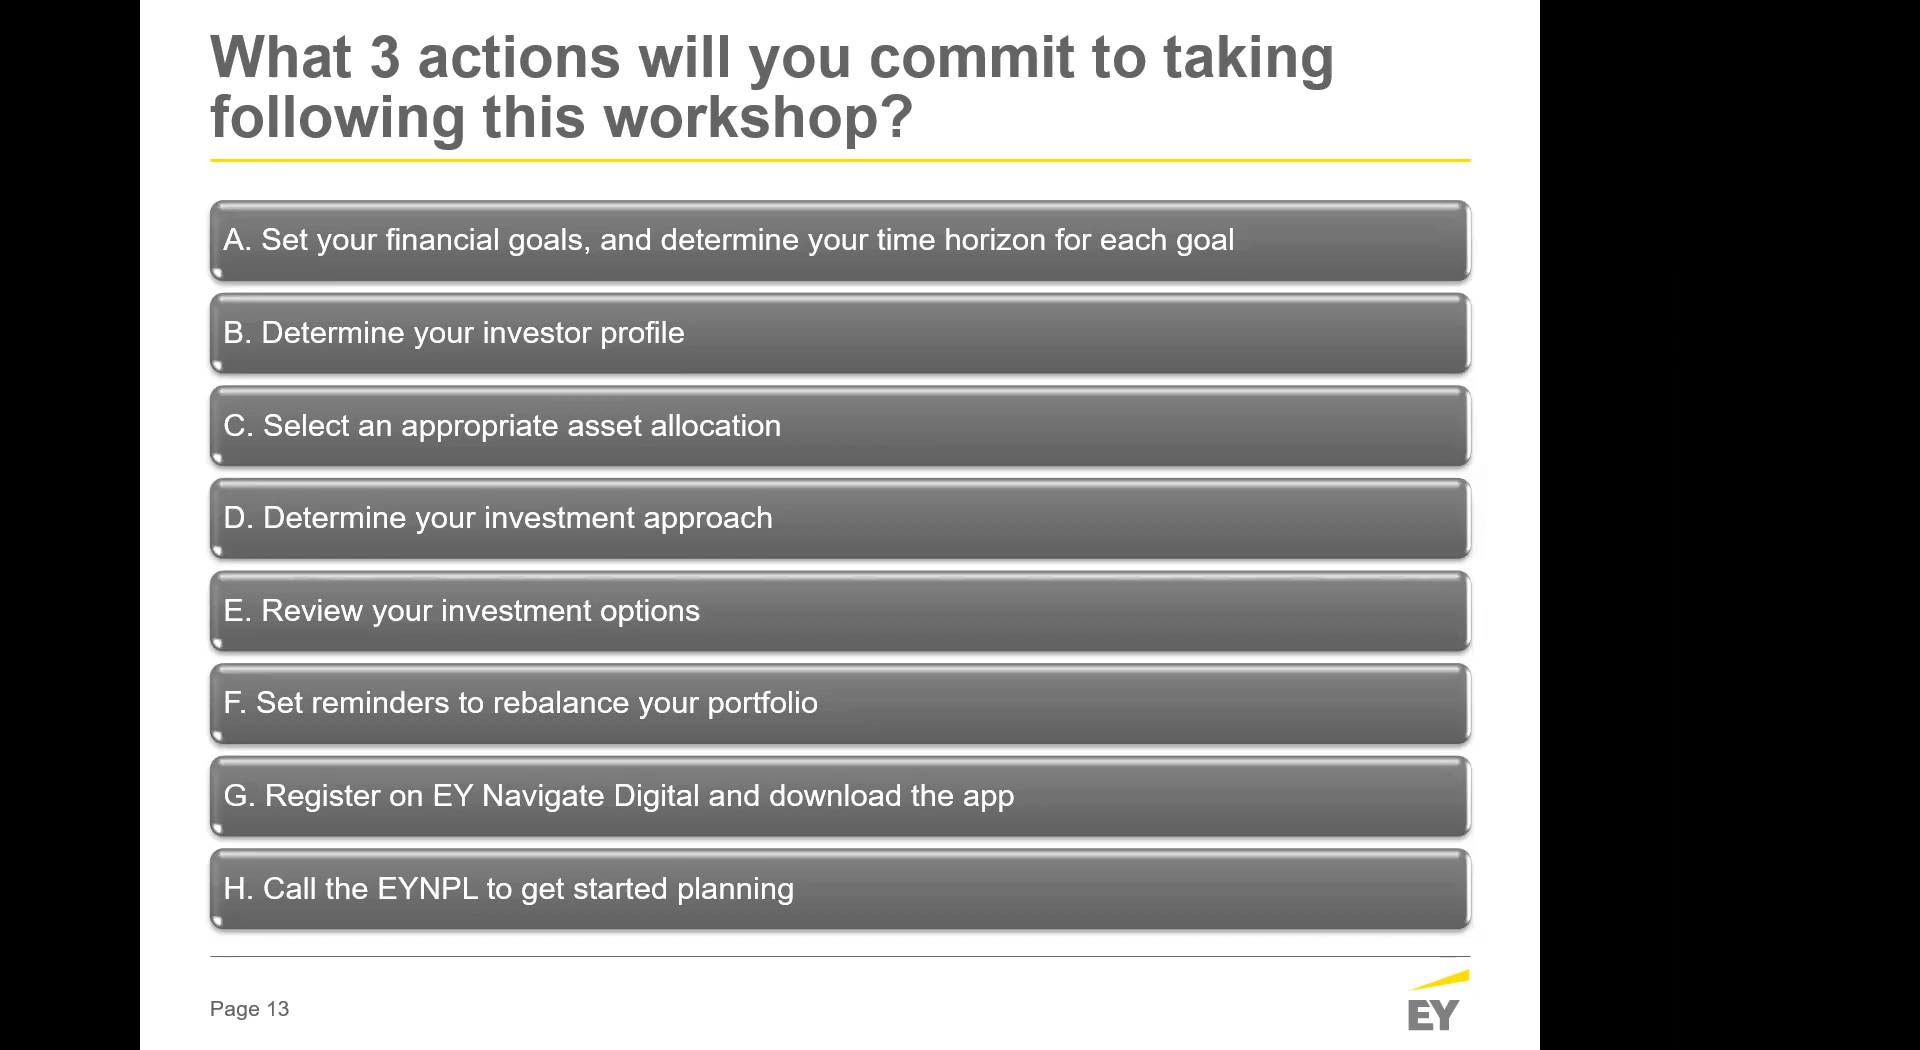 What 3 actions will you commit to taking
following this workshop?
A. Set your financial goals, and determine your time horizon for each goal
B. Determine your investor profile
C. Select an appropriate asset allocation
D. Determine your investment approach
E. Review your investment options
F. Set reminders to rebalance your portfolio
G. Register on EY Navigate Digital and download the app
H. Call the EYNPL to get started planning
Page 13
EY